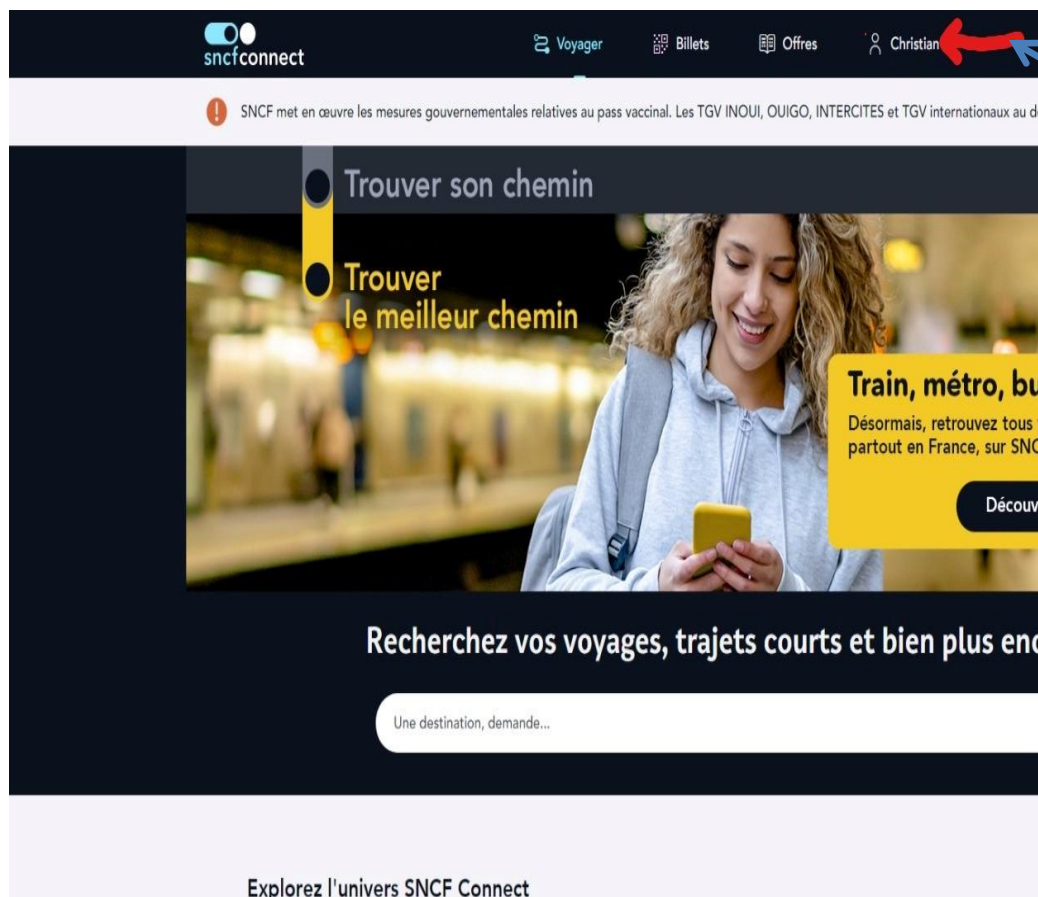 sncfconnect
Voyager
Billets
Offres
Christian
SNCF met en œuvre les mesures gouvernementales relatives au pass vaccinal. Les TGV INOUI, OUIGO, INTERCITES et TGV internationaux au d
Trouver son chemin
Trouver
le meilleur chemin
Train, métro, bu
Désormais, retrouvez tous
partout en France, sur SNC
Découv
Recherchez vos voyages, trajets courts et bien plus enc
Une destination, demande...
Explorez l'univers SNCF Connect